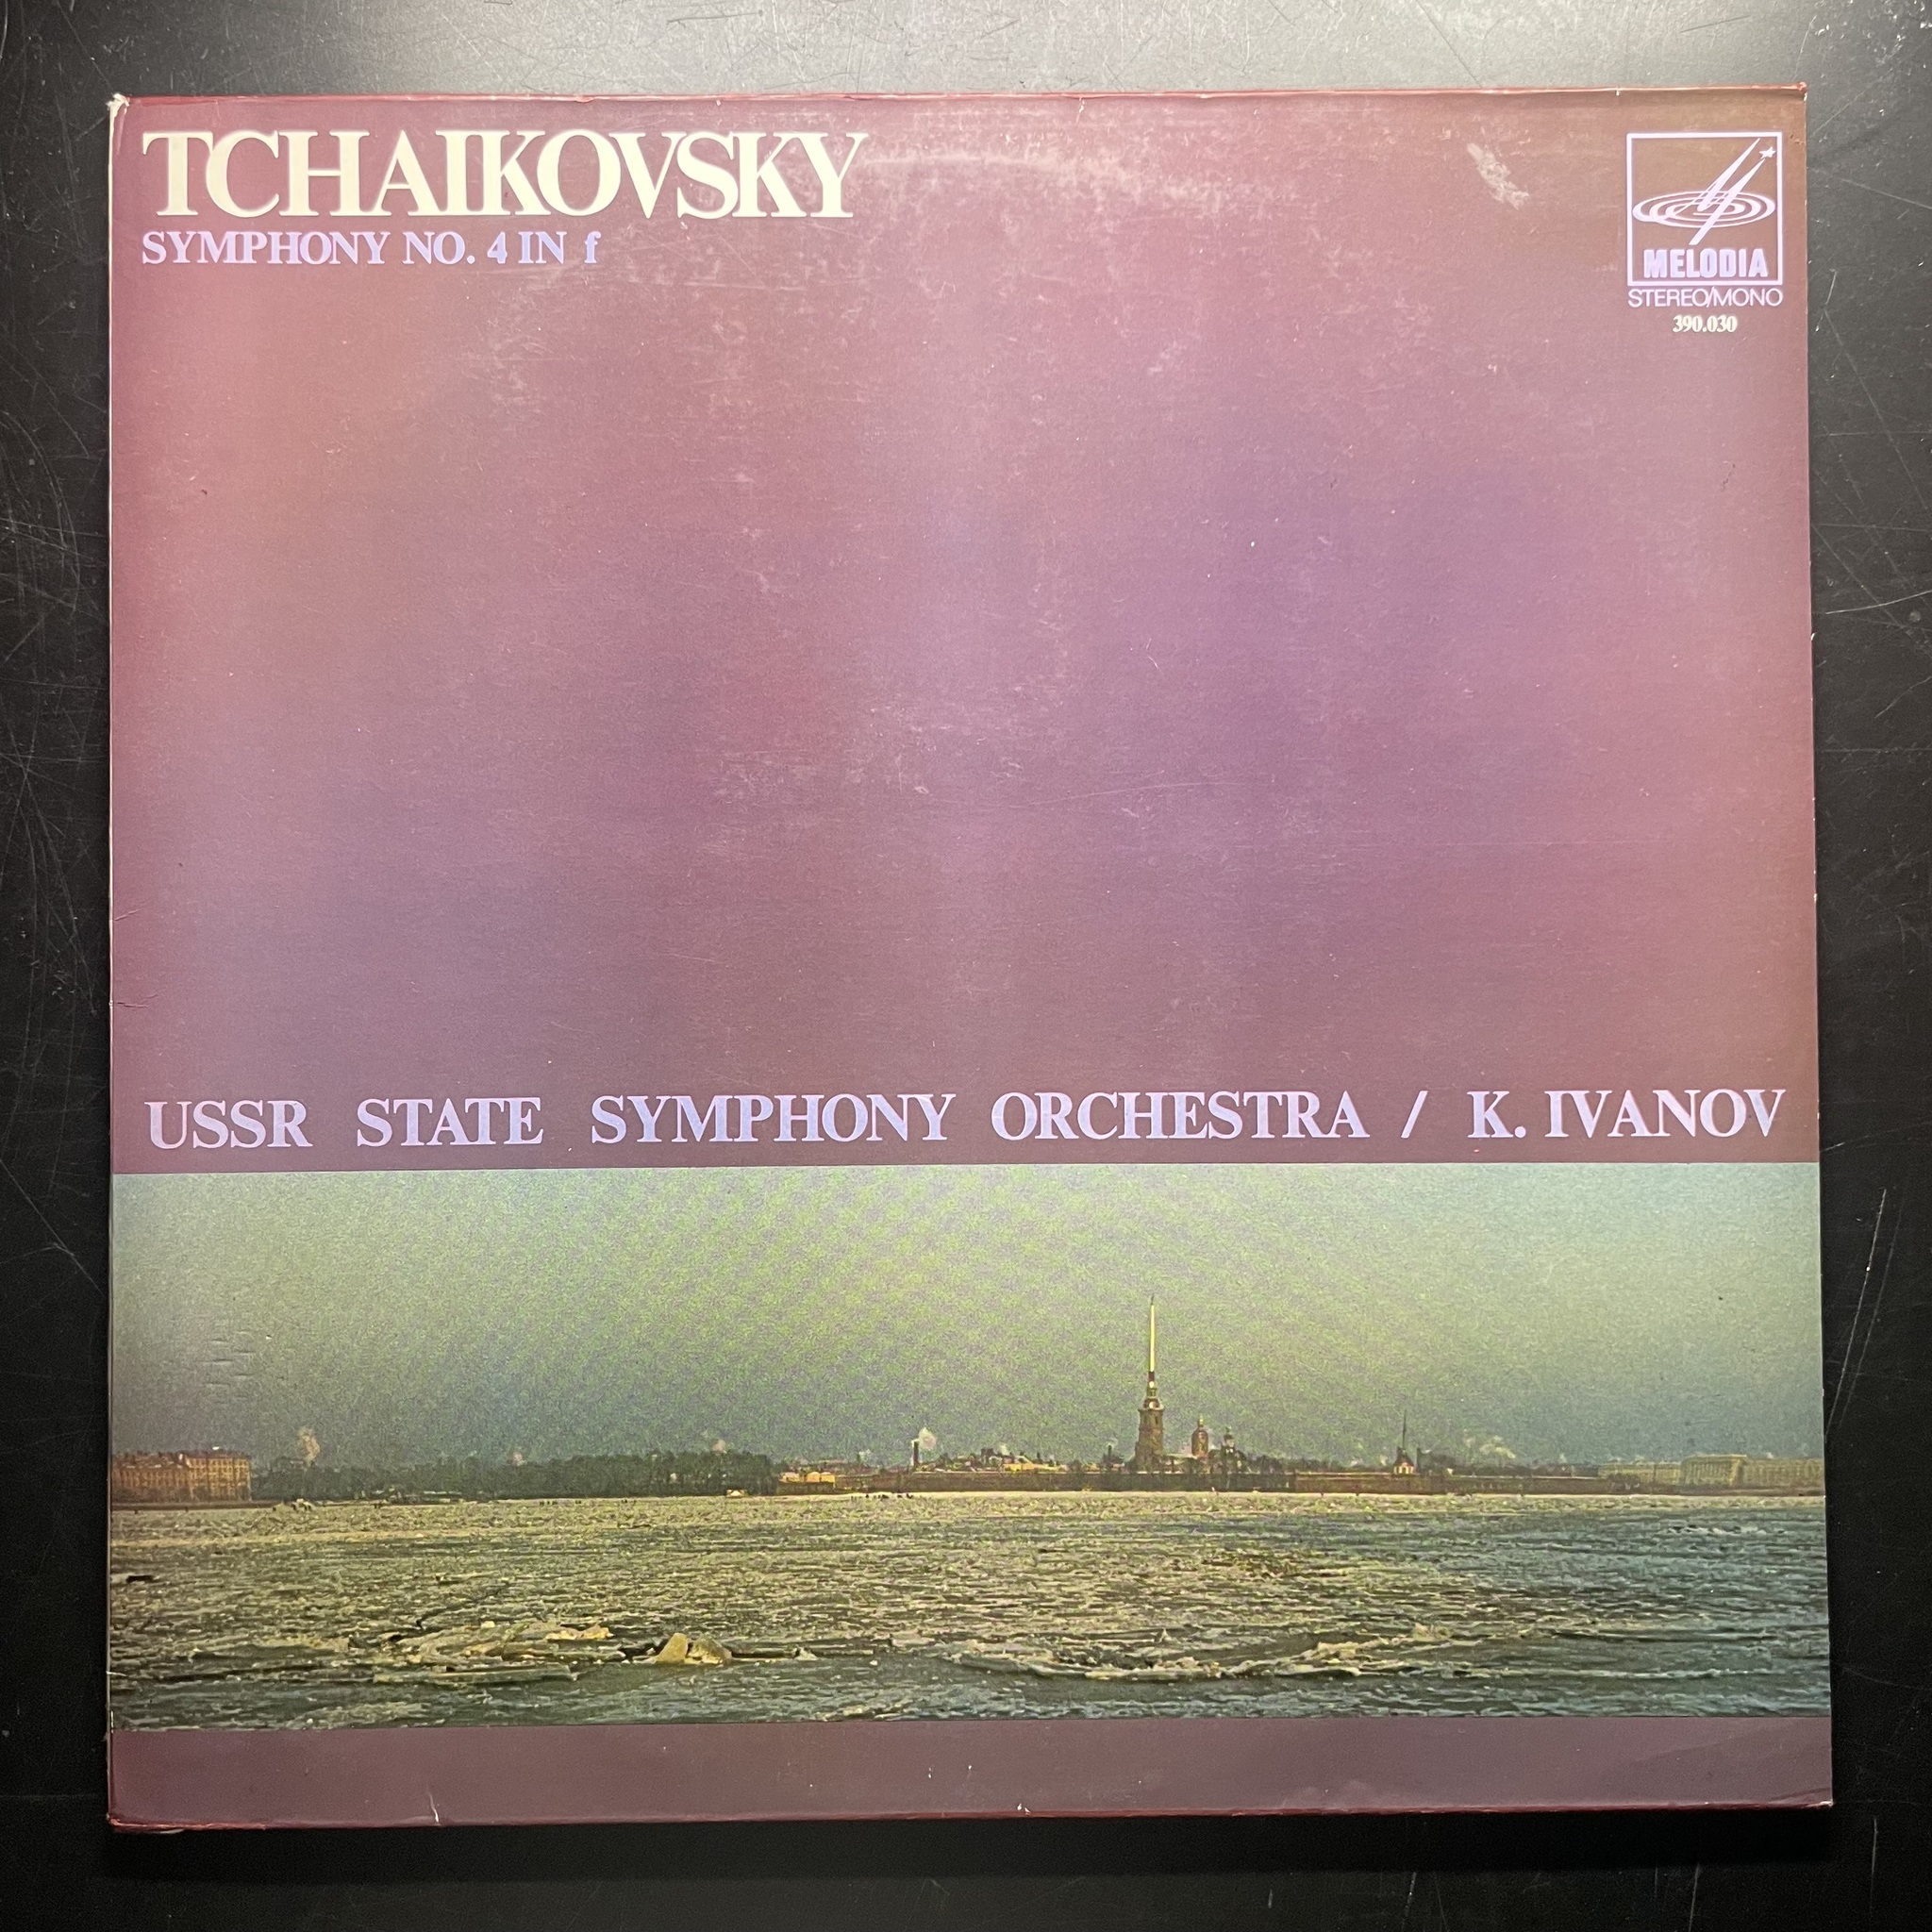 TCHAIKOVSKY
SYMPHONY NO. 4 IN f
MELODIA
STEREO/MONO
390.030
USSR STATE SYMPHONY ORCHESTRA / K. IVANOV